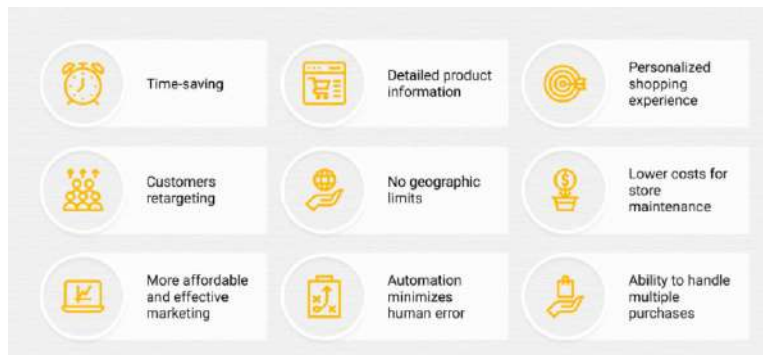 Time-saving
Detailed product
information
Personalized
shopping
experience
Customers
retargeting
No geographic
limits
Lower costs for
store
maintenance
More affordable
and effective
marketing
Automation
minimizes
human error
Ability to handle
multiple
purchases